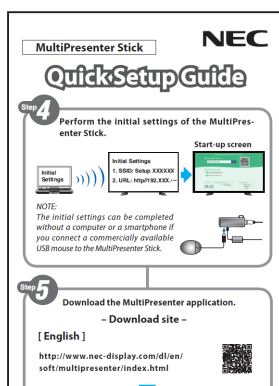 NEC
MultiPresenter Stick
Quick Setup Guide
Step 4
Perform the initial settings of the MultiPres-
enter Stick.
Start-up screen
Initial
Settings
Initial Settings
1. SSID: Setup XXXXXX
2. URL: http/192.XXX.···
NOTE:
The initial settings can be completed
without a computer or a smartphone if
you connect a commercially available
USB mouse to the MultiPresenter Stick.
Step 5
Download the MultiPresenter application.
– Download site –
[ English ]
http://www.nec-display.com/dl/en/
soft/multipresenter/index.html